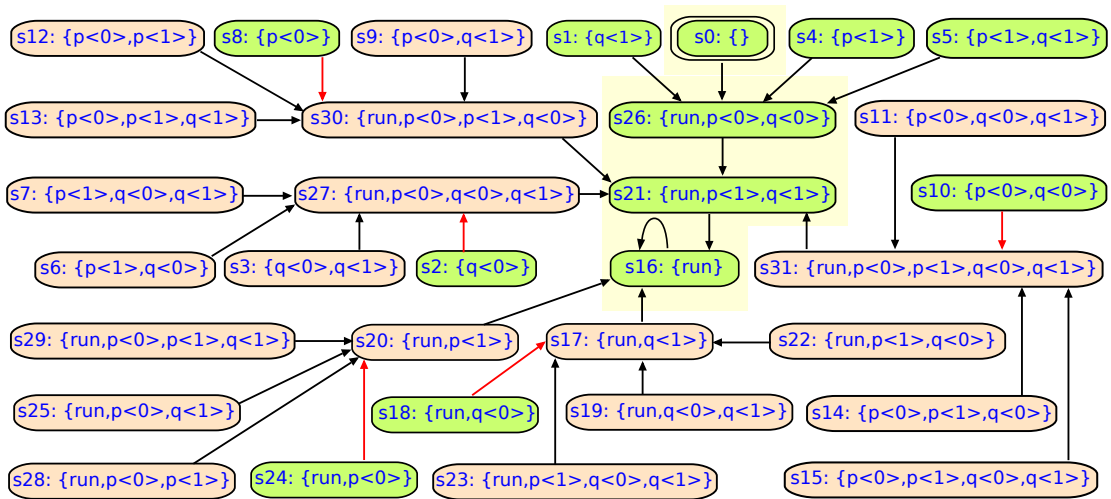 s12: {p<0>,p<1>}
s8: {p<0>}
s9: {p<0>,q<1>}
s1: {q<1>}
s0: {}
s4: {p<1>}
s5: {p<1>,q<1>}
s13: {p<0>,p<1>,q<1>}
s30: {run,p<0>,p<1>,q<0>}
s26: {run,p<0>,q<0>}
s11: {p<0>,q<0>,q<1>}
s7: {p<1>,q<0>,q<1>}
s27: {run,p<0>,q<0>,q<1>}
s21: {run,p<1>,q<1>}
s10: {p<0>,q<0>}
s6: {p<1>,q<0>}
s3: {q<0>,q<1>}
s2: {q<0>}
s16: {run}
s31: {run,p<0>,p<1>,q<0>,q<1>}
s29: {run,p<0>,p<1>,q<1>}
s20: {run,p<1>}
s17: {run,q<1>}
s22: {run,p<1>,q<0>}
s25: {run,p<0>,q<1>}
s18: {run,q<0>}
s19: {run,q<0>,q<1>}
s14: {p<0>,p<1>,q<0>}
s28: {run,p<0>,p<1>}
s24: {run,p<0>}
s23: {run,p<1>,q<0>,q<1>}
s15: {p<0>,p<1>,q<0>,q<1>}